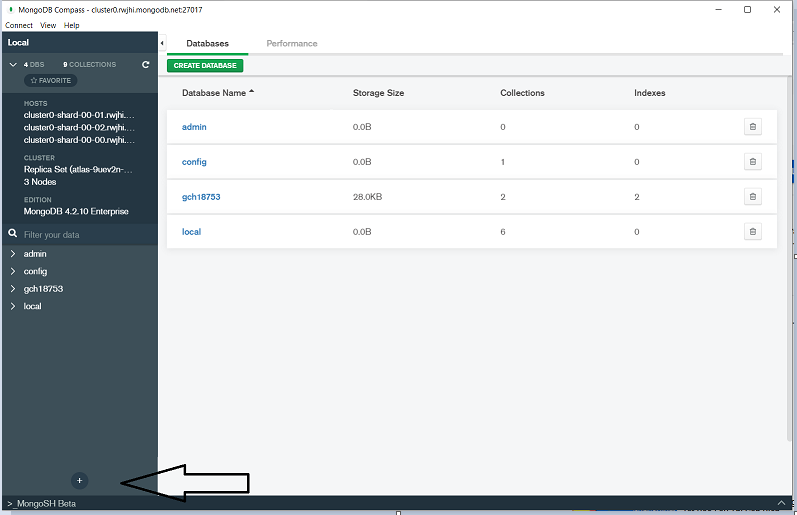 MongoDB Compass - cluster0.rwjhi.mongodb.net:27017
Connect View Help
Local
4 DBS 9 COLLECTIONS
☆ FAVORITE
HOSTS
cluster0-shard-00-01.rwjhi....
cluster0-shard-00-02.rwjhi....
cluster0-shard-00-00.rwjhi....
CLUSTER
Replica Set (atlas-9uev2n-...
3 Nodes
EDITION
MongoDB 4.2.10 Enterprise
Filter your data
admin
config
gch18753
local
Databases Performance
CREATE DATABASE
Database Name Storage Size Collections Indexes
admin 0.0B 0 0
config 0.0B 1 0
gch18753 28.0KB 2 2
local 0.0B 6 0
+
>_MongoSH Beta